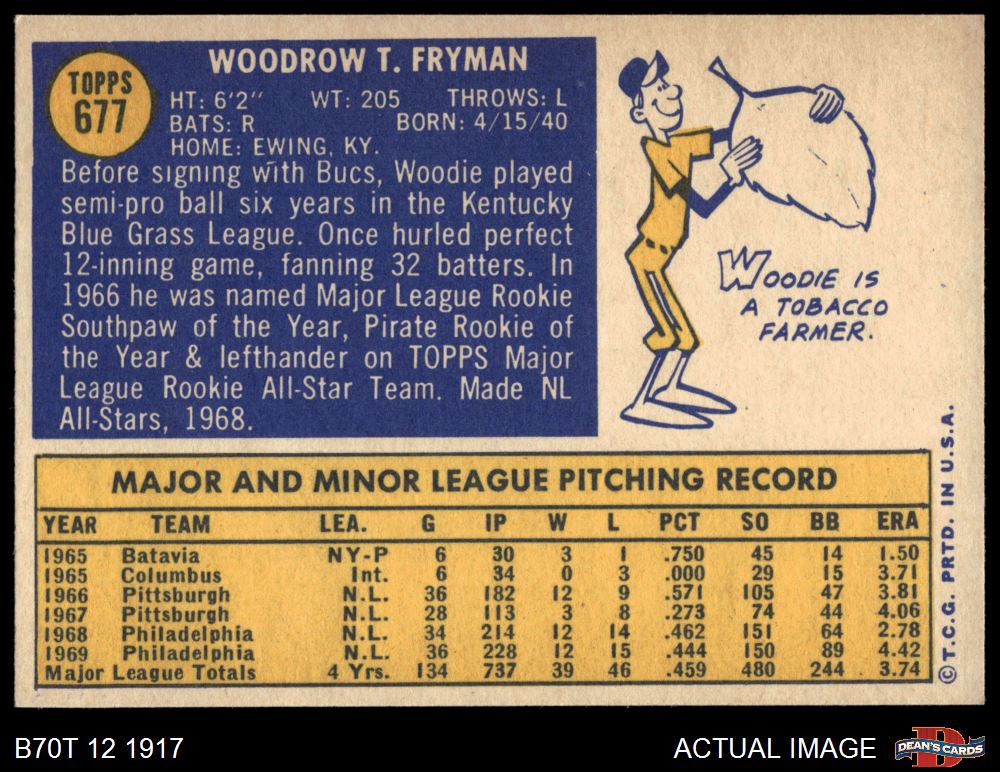 TOPPS
677
WOODROW T. FRYMAN
HT: 6'2" WT: 205 THROWS: L
BATS: R BORN: 4/15/40
HOME: EWING, KY.
Before signing with Bucs, Woodie played
semi-pro ball six years in the Kentucky
Blue Grass League. Once hurled perfect
12-inning game, fanning 32 batters. In
1966 he was named Major League Rookie
Southpaw of the Year, Pirate Rookie of
the Year & lefthander on TOPPS Major
League Rookie All-Star Team. Made NL
All-Stars, 1968.
WOODIE IS
A TOBACCO
FARMER.
MAJOR AND MINOR LEAGUE PITCHING RECORD
YEAR TEAM LEA. G IP W L PCT SO BB ERA
1965 Batavia NY-P 6 30 3 1 .750 45 14 1.50
1965 Columbus Int. 6 34 0 3 .000 29 15 3.71
1966 Pittsburgh N.L. 36 182 12 9 .571 105 47 3.81
1967 Pittsburgh N.L. 28 113 3 8 .273 74 44 4.06
1968 Philadelphia N.L. 34 214 12 14 .462 151 64 2.78
1969 Philadelphia N.L. 36 228 12 15 .444 150 89 4.42
Major League Totals 4 Yrs. 134 737 39 46 .459 480 244 3.74
©T.C.G. PRTD. IN U.S.A.
B70T 12 1917
ACTUAL IMAGE
DEAN'S CARDS